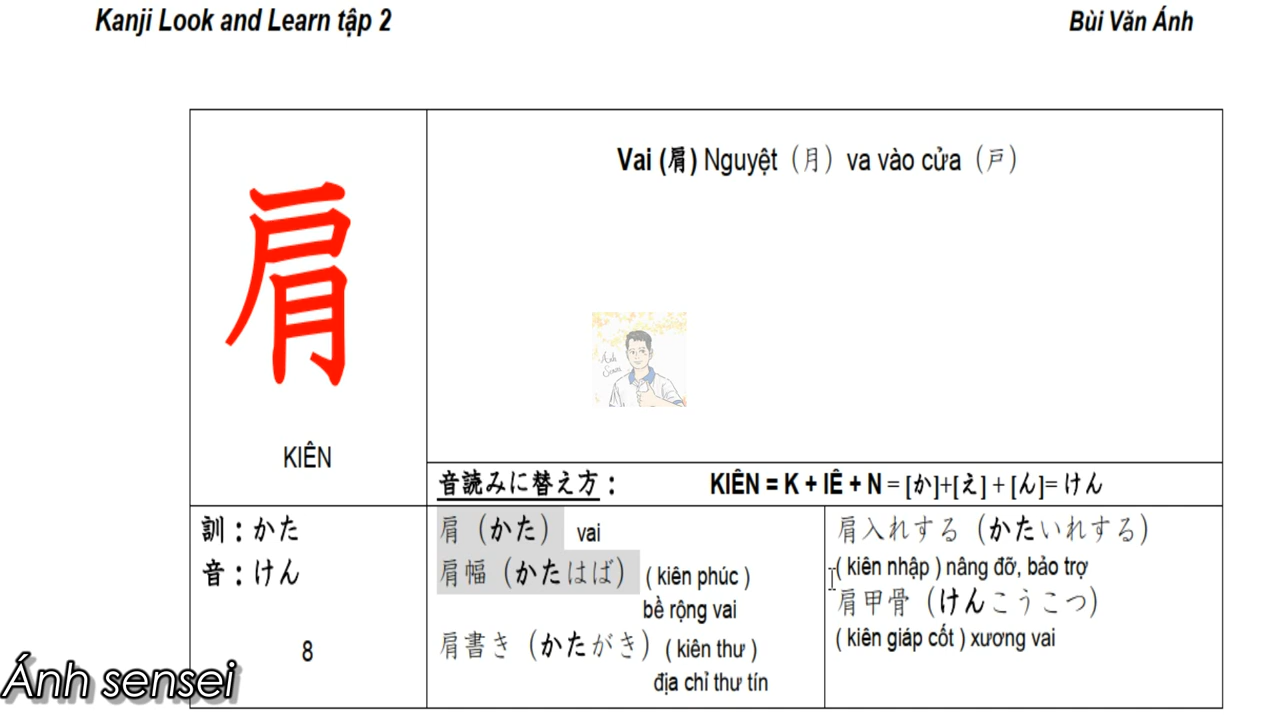 Kanji Look and Learn tập 2
Bùi Văn Ánh
肩
KIÊN
Vai (肩) Nguyệt（月）va vào cửa（戸）
Ánh
Sensei
音読みに替え方： KIÊN = K + IÊ + N = [か]+[え] + [ん]= けん
訓：かた
音：けん
8
肩（かた） vai
肩幅（かたはば）( kiên phúc )
bề rộng vai
肩書き（かたがき）( kiên thư )
địa chỉ thư tín
肩入れする（かたいれする）
( kiên nhập ) nâng đỡ, bảo trợ
肩甲骨（けんこうこつ）
( kiên giáp cốt ) xương vai
Ánh sensei